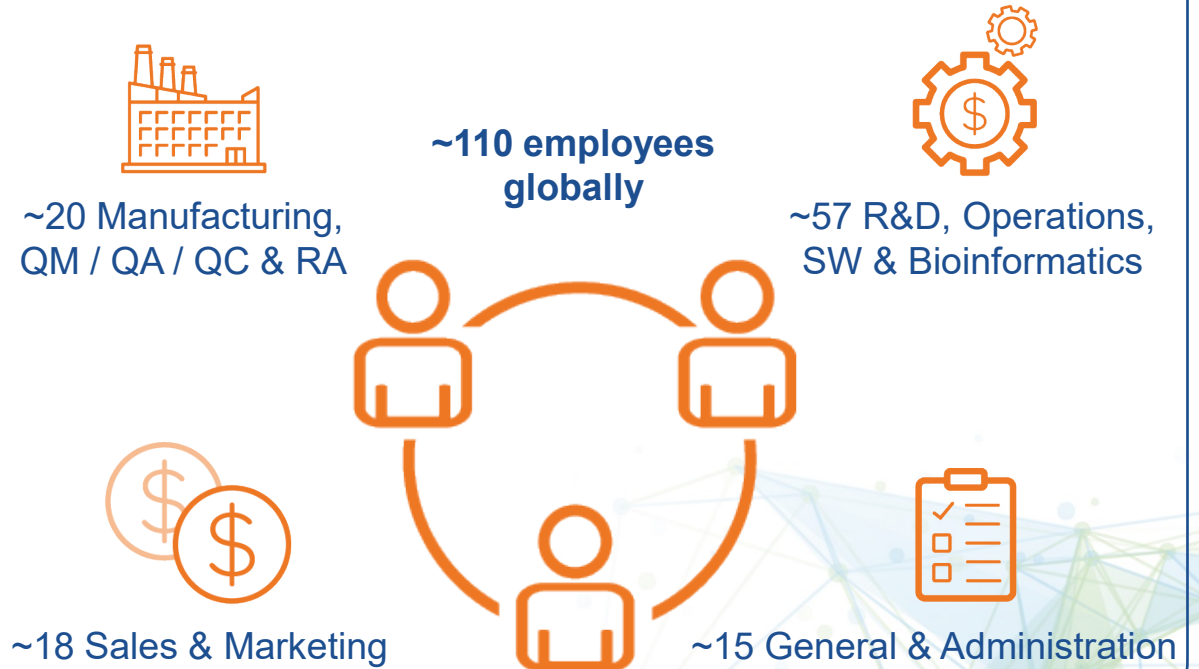 ~110 employees
globally
~20 Manufacturing,
QM / QA / QC & RA
~57 R&D, Operations,
SW & Bioinformatics
$
$
$
~18 Sales & Marketing
~15 General & Administration